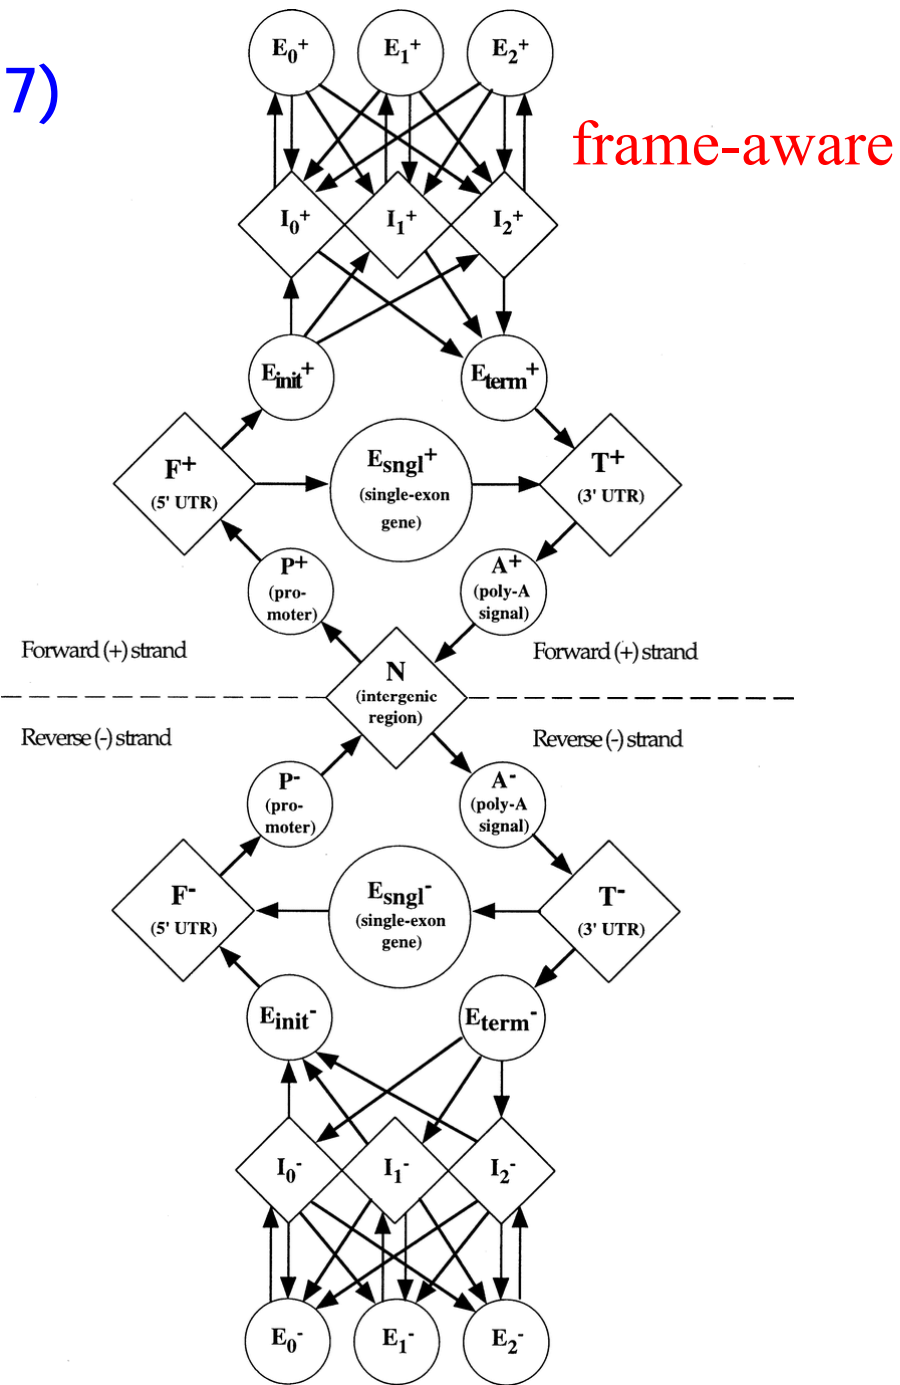 E0+ E1+ E2+
7)
frame-aware
I0+ I1+ I2+
Einit+ Eterm+
F+
(5' UTR)
Esngl+
(single-exon
gene)
T+
(3' UTR)
P+
(pro-
moter)
A+
(poly-A
signal)
Forward (+) strand
Forward (+) strand
N
(intergenic
region)
Reverse (-) strand
Reverse (-) strand
P-
(pro-
moter)
A-
(poly-A
signal)
F-
(5' UTR)
Esngl-
(single-exon
gene)
T-
(3' UTR)
Einit- Eterm-
I0- I1- I2-
E0- E1- E2-